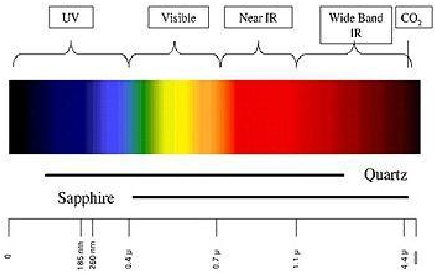 UV
Visible
Near IR
Wide Band
IR
CO₂
Quartz
Sapphire
0
185 nm
200 nm
0.4 µ
0.7 µ
1.1 µ
4.4 µ